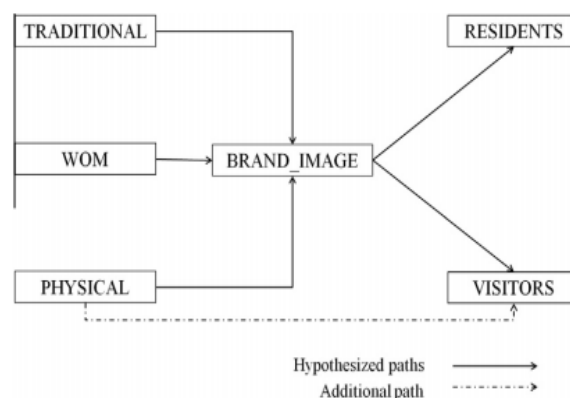 TRADITIONAL
RESIDENTS
WOM
BRAND_IMAGE
PHYSICAL
VISITORS
Hypothesized paths
Additional path